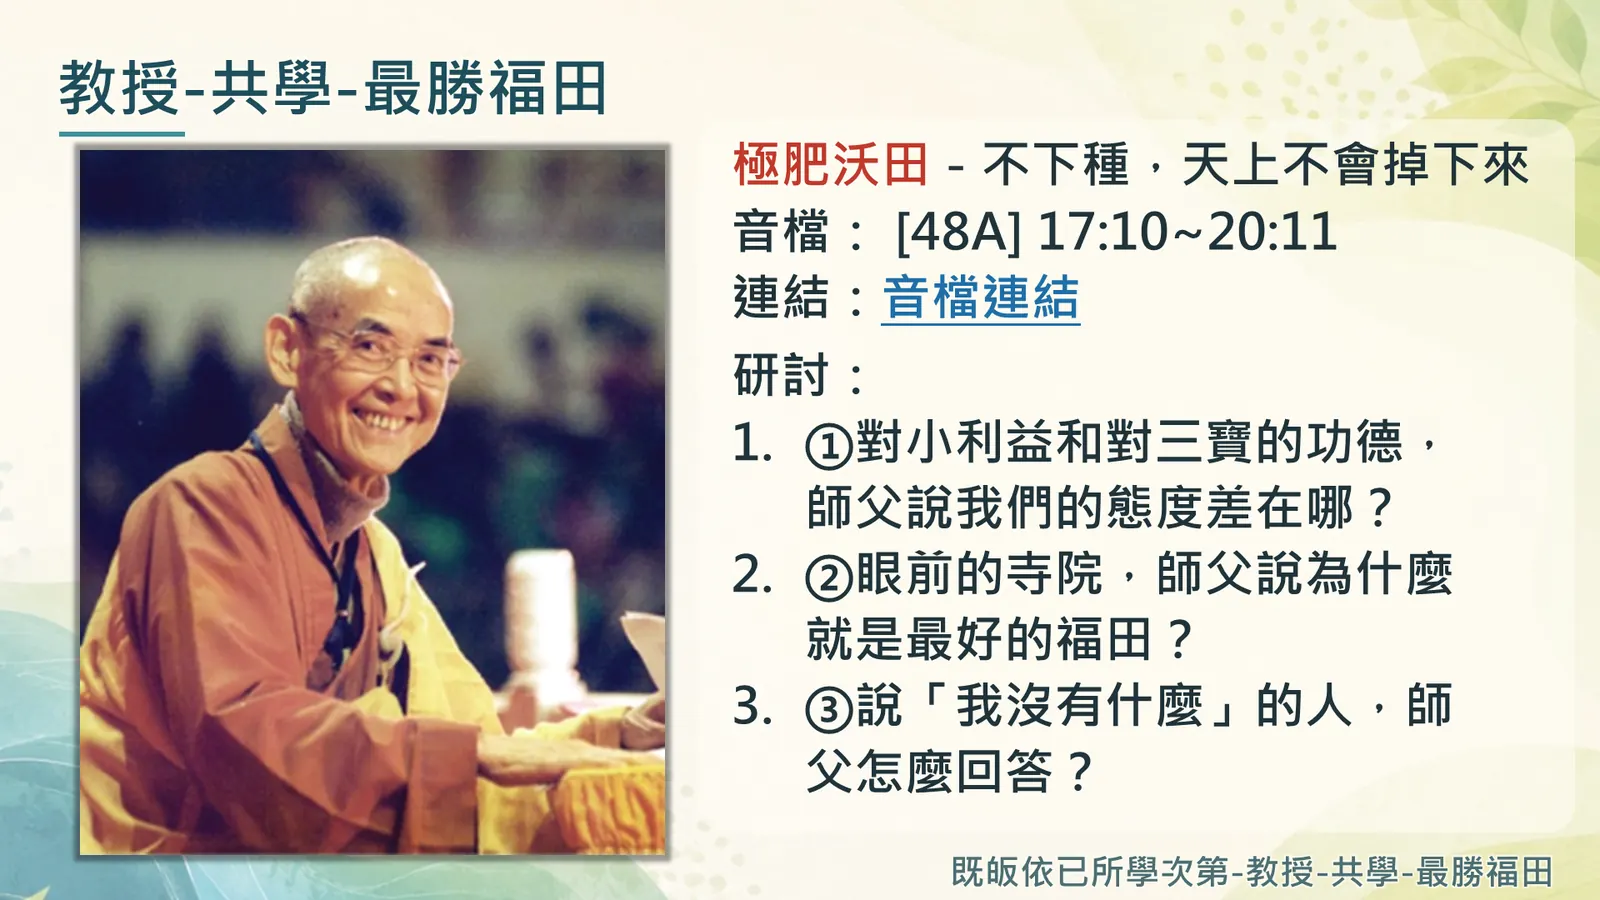 教授-共學-最勝福田
極肥沃田 - 不下種，天上不會掉下來
音檔： [48A] 17:10~20:11
連結：音檔連結
研討：
1. ①對小利益和對三寶的功德，
師父說我們的態度差在哪？
2. ②眼前的寺院，師父說為什麼
就是最好的福田？
3. ③說「我沒有什麼」的人，師
父怎麼回答？
既皈依已所學次第-教授-共學-最勝福田